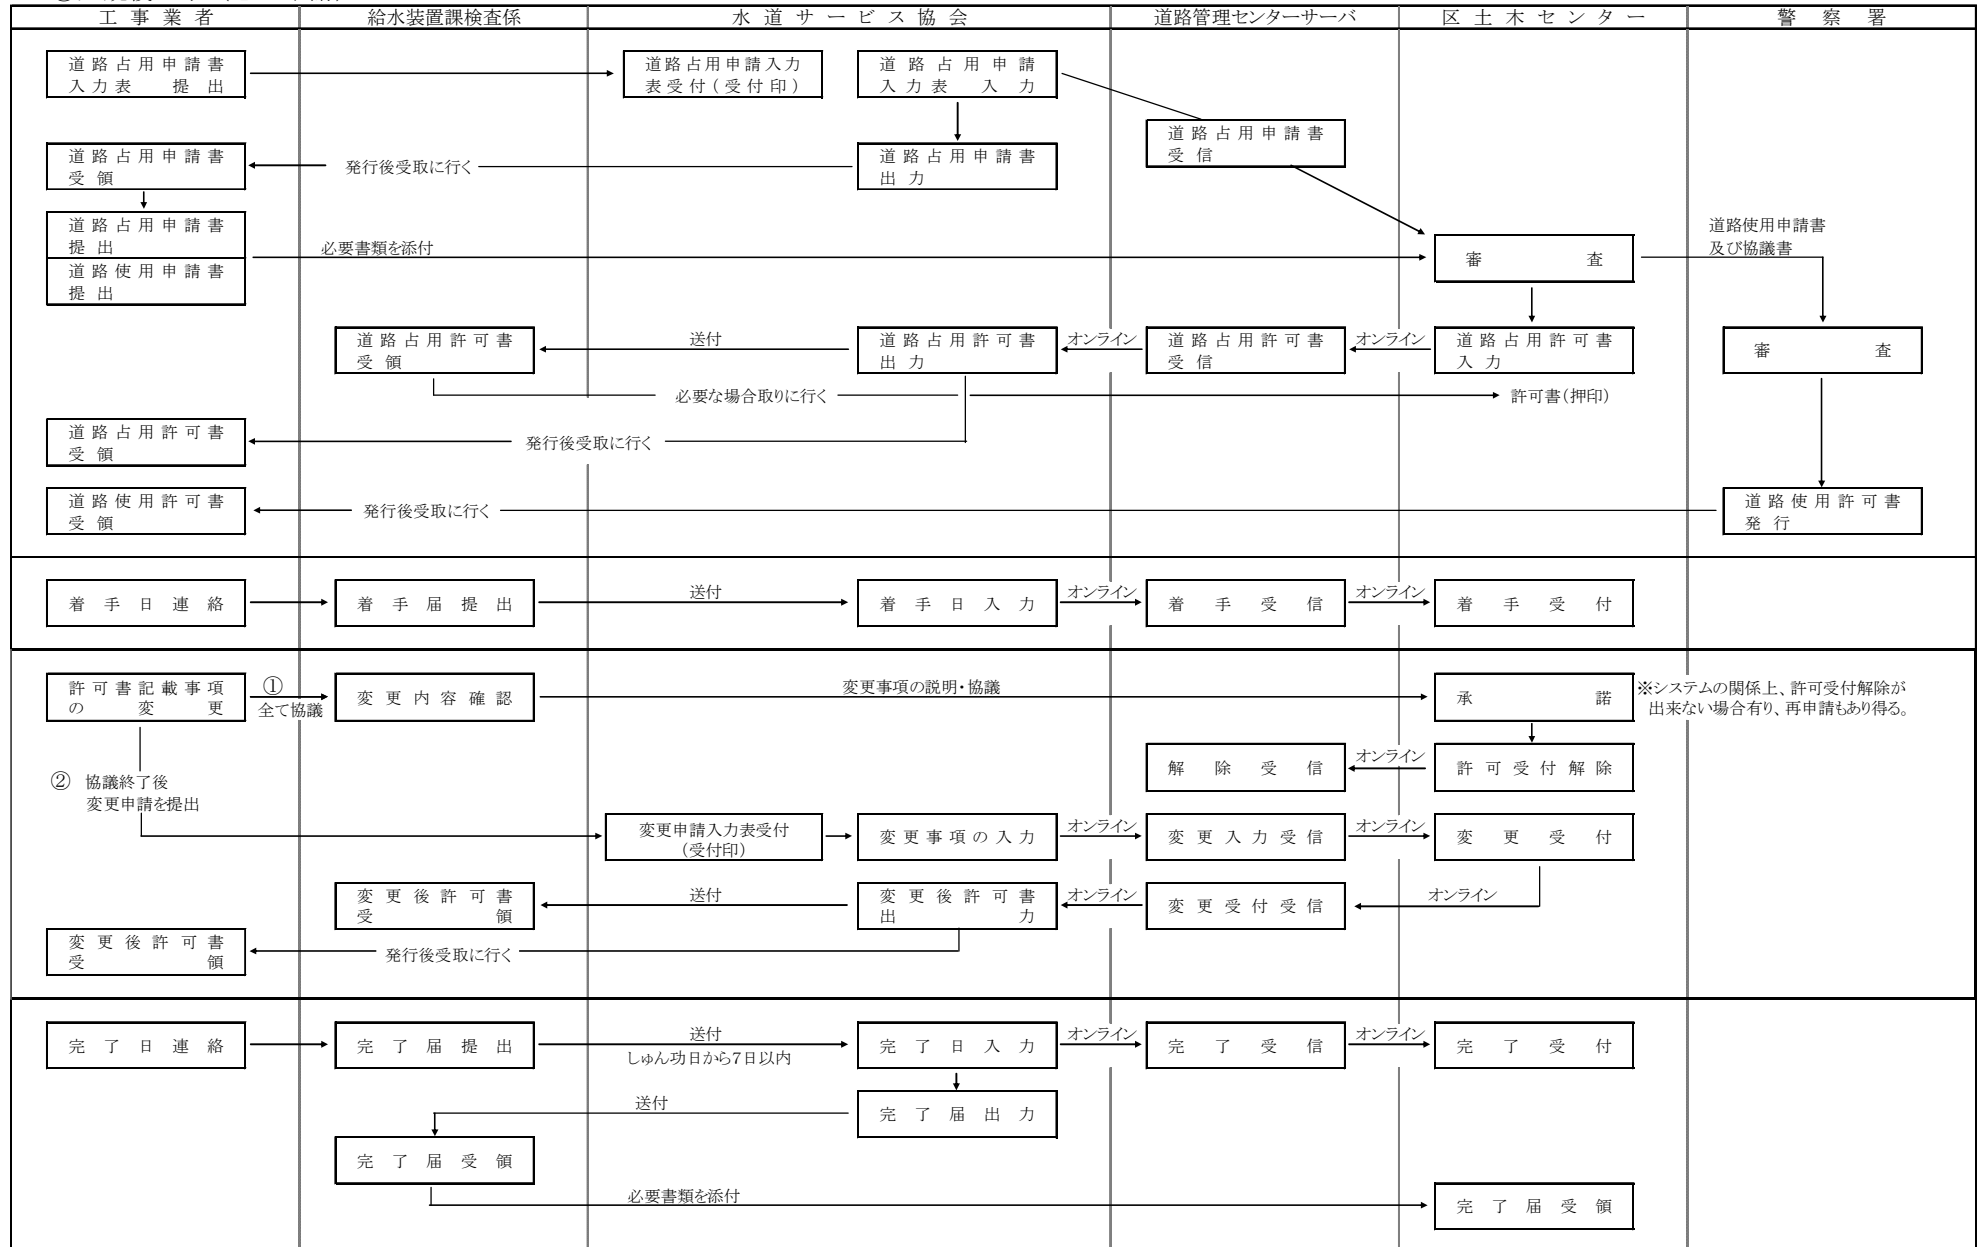 工事業者
給水装置課検査係
水道サービス協会
道路管理センターサーバ
区土木センター
警察署
道路占用申請書
入力表 提出
道路占用申請入力
表受付(受付印)
道路占用申請
入力表 入力
道路占用申請書
受信
道路占用申請書
受領
発行後受取に行く
道路占用申請書
出力
道路占用申請書
提出
道路使用申請書
提出
必要書類を添付
審査
道路使用申請書
及び協議書
道路占用許可書
受領
送付
道路占用許可書
出力
オンライン
道路占用許可書
受信
オンライン
道路占用許可書
入力
審査
必要な場合取りに行く
許可書(押印)
道路占用許可書
受領
発行後受取に行く
道路使用許可書
受領
発行後受取に行く
道路使用許可書
発行
着手日連絡
着手届提出
送付
着手日入力
オンライン
着手受信
オンライン
着手受付
許可書記載事項
の変更
①
全て協議
変更内容確認
変更事項の説明・協議
承諾
※システムの関係上、許可受付解除が
出来ない場合有り、再申請もあり得る。
解除受信
オンライン
許可受付解除
② 協議終了後
変更申請を提出
変更申請入力表受付
(受付印)
変更事項の入力
オンライン
変更入力受信
オンライン
変更受付
変更後許可書
受領
送付
変更後許可書
出力
オンライン
変更受付受信
オンライン
変更後許可書
受領
発行後受取に行く
完了日連絡
完了届提出
送付
しゅん功日から7日以内
完了日入力
オンライン
完了受信
オンライン
完了受付
送付
完了届出力
完了届受領
必要書類を添付
完了届受領